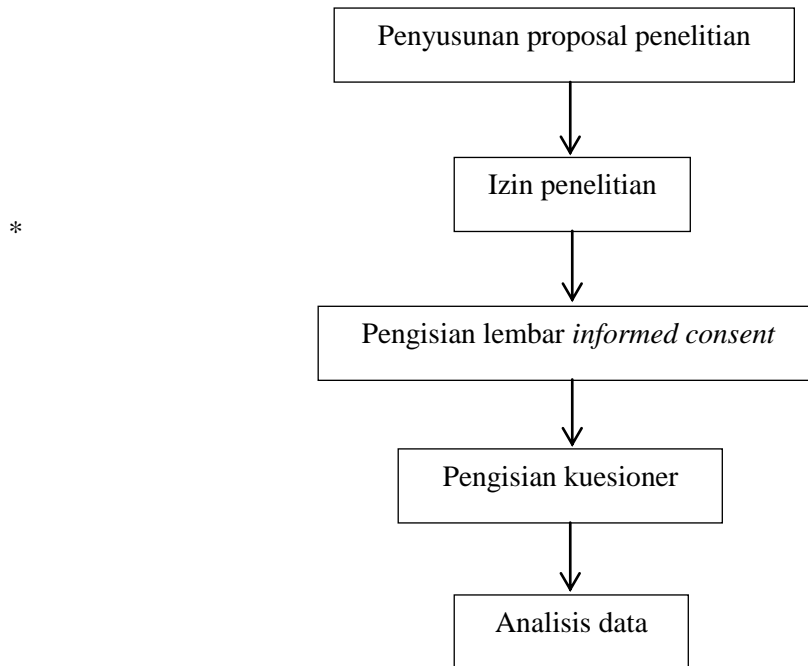 Penyusunan proposal penelitian
Izin penelitian
*
Pengisian lembar informed consent
Pengisian kuesioner
Analisis data